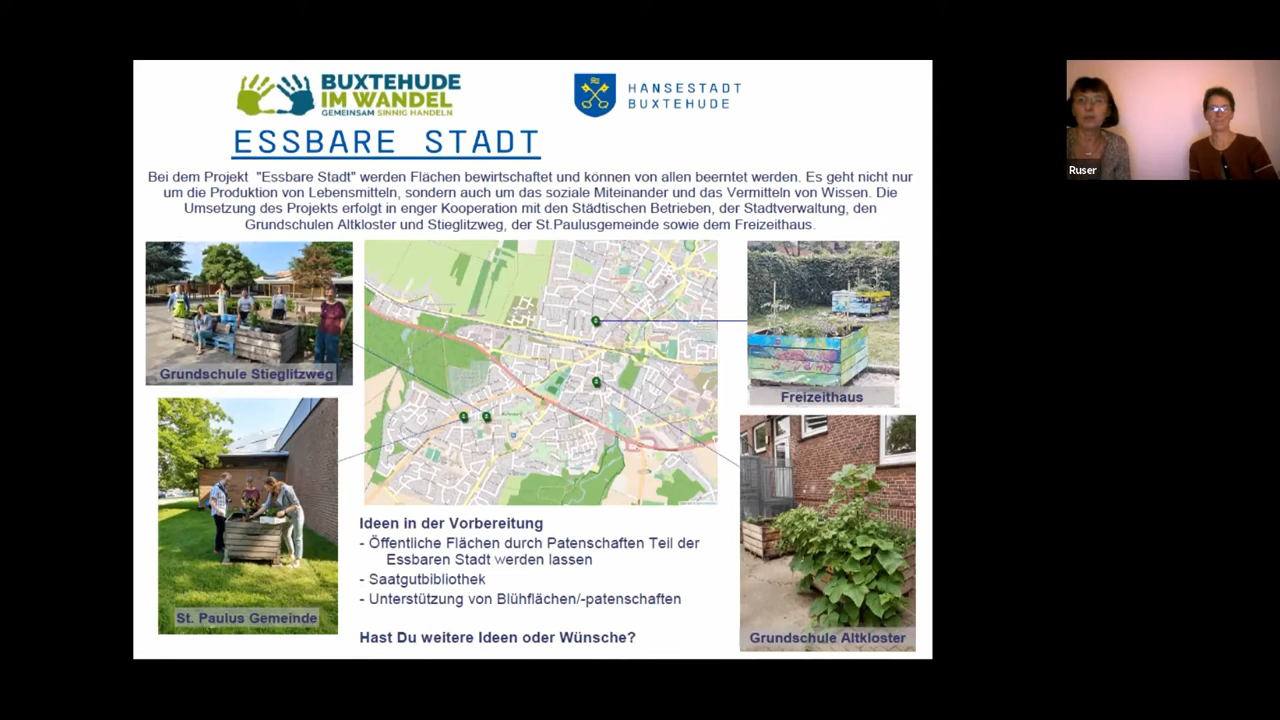 BUXTEHUDE
IM WANDEL
GEMEINSAM SINNIG HANDELN
HANSESTADT
BUXTEHUDE
ESSBARE STADT
Bei dem Projekt "Essbare Stadt" werden Flächen bewirtschaftet und können von allen beerntet werden. Es geht nicht nur
um die Produktion von Lebensmitteln, sondern auch um das soziale Miteinander und das Vermitteln von Wissen. Die
Umsetzung des Projekts erfolgt in enger Kooperation mit den Städtischen Betrieben, der Stadtverwaltung, den
Grundschulen Altkloster und Stieglitzweg, der St.Paulusgemeinde sowie dem Freizeithaus.
Grundschule Stieglitzweg
Freizeithaus
St. Paulus Gemeinde
Grundschule Altkloster
Ideen in der Vorbereitung
- Öffentliche Flächen durch Patenschaften Teil der
Essbaren Stadt werden lassen
- Saatgutbibliothek
- Unterstützung von Blühflächen/-patenschaften
Hast Du weitere Ideen oder Wünsche?
Ruser